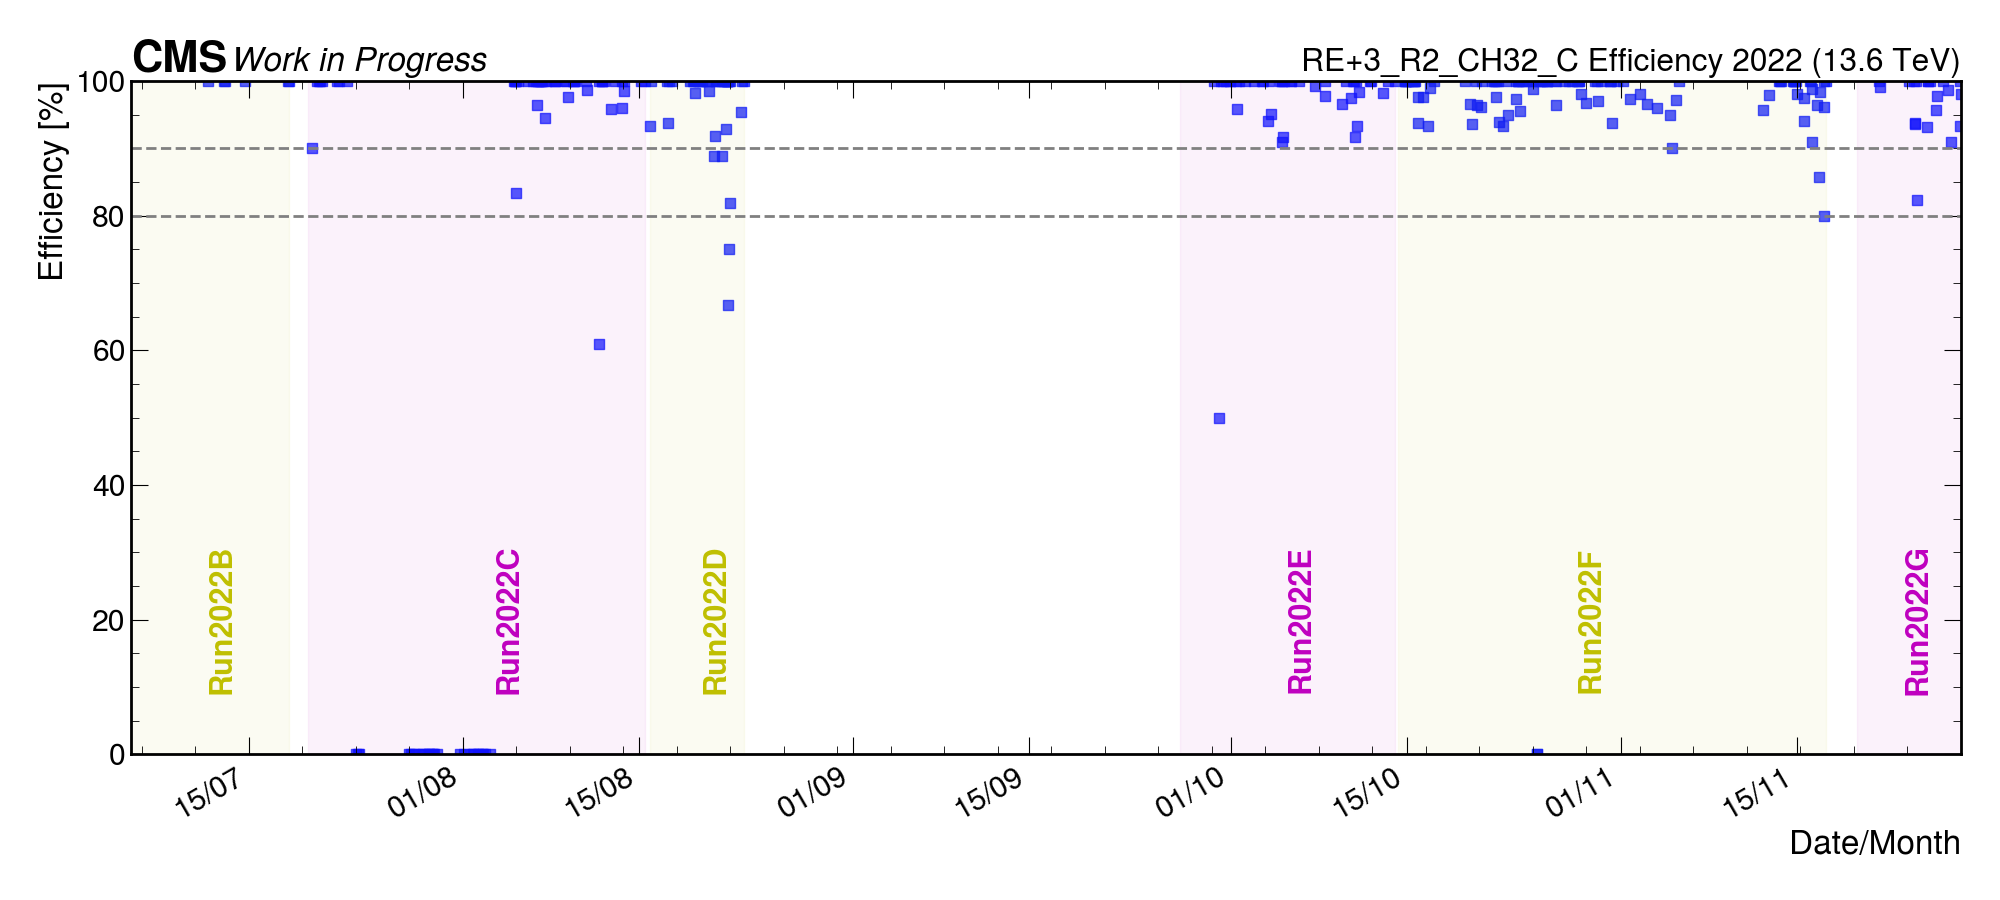 CMS Work in Progress
RE+3_R2_CH32_C Efficiency 2022 (13.6 TeV)
Efficiency [%]
100
80
60
40
20
0
Run2022B
Run2022C
Run2022D
Run2022E
Run2022F
Run2022G
15/07
01/08
15/08
01/09
15/09
01/10
15/10
01/11
15/11
Date/Month